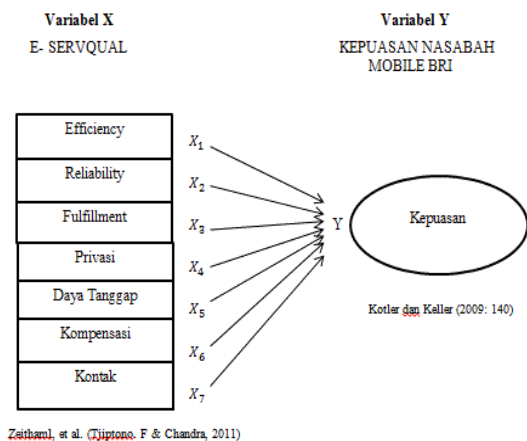 Variabel X
E- SERVQUAL
Variabel Y
KEPUASAN NASABAH
MOBILE BRI
Efficiency
Reliability
Fulfillment
Privasi
Daya Tanggap
Kompensasi
Kontak
X1
X2
X3
X4
X5
X6
X7
Y
Kepuasan
Kotler dan Keller (2009: 140)
Zeithaml, et al. (Tjiptono. F & Chandra, 2011)